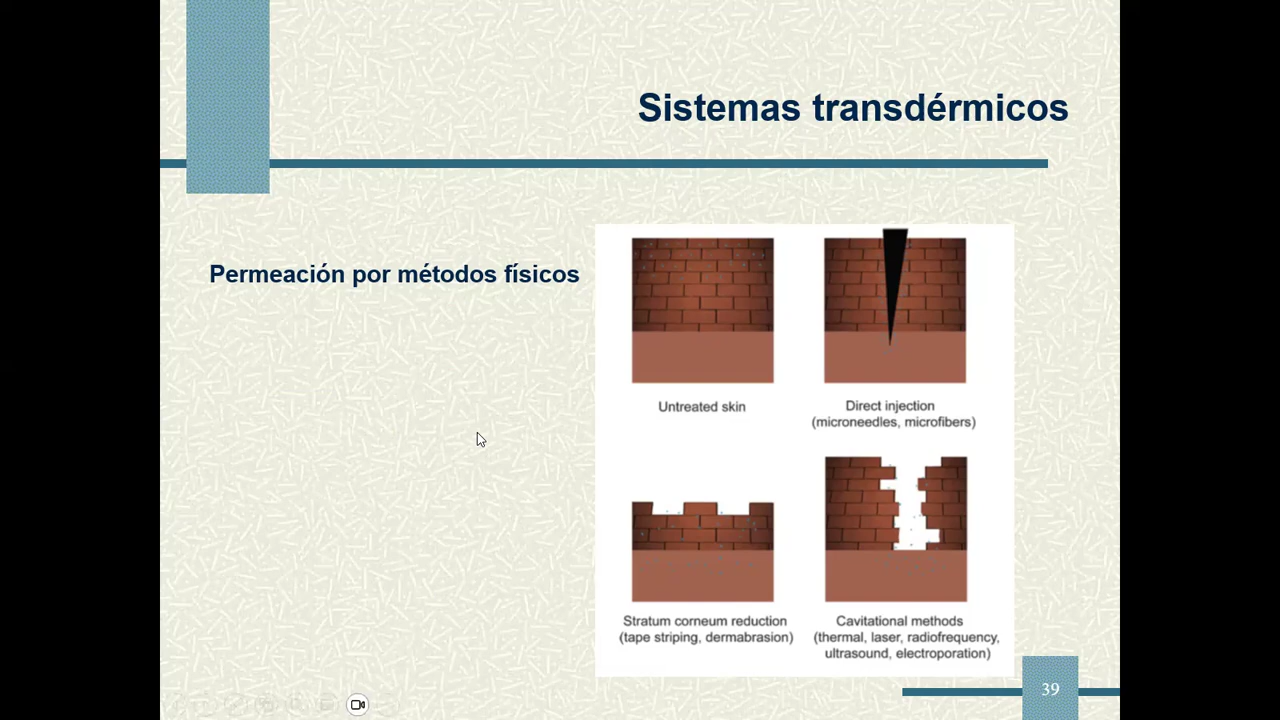 Sistemas transdérmicos
Permeación por métodos físicos
Untreated skin
Direct injection
(microneedles, microfibers)
Stratum corneum reduction
(tape striping, dermabrasion)
Cavitational methods
(thermal, laser, radiofrequency,
ultrasound, electroporation)
39